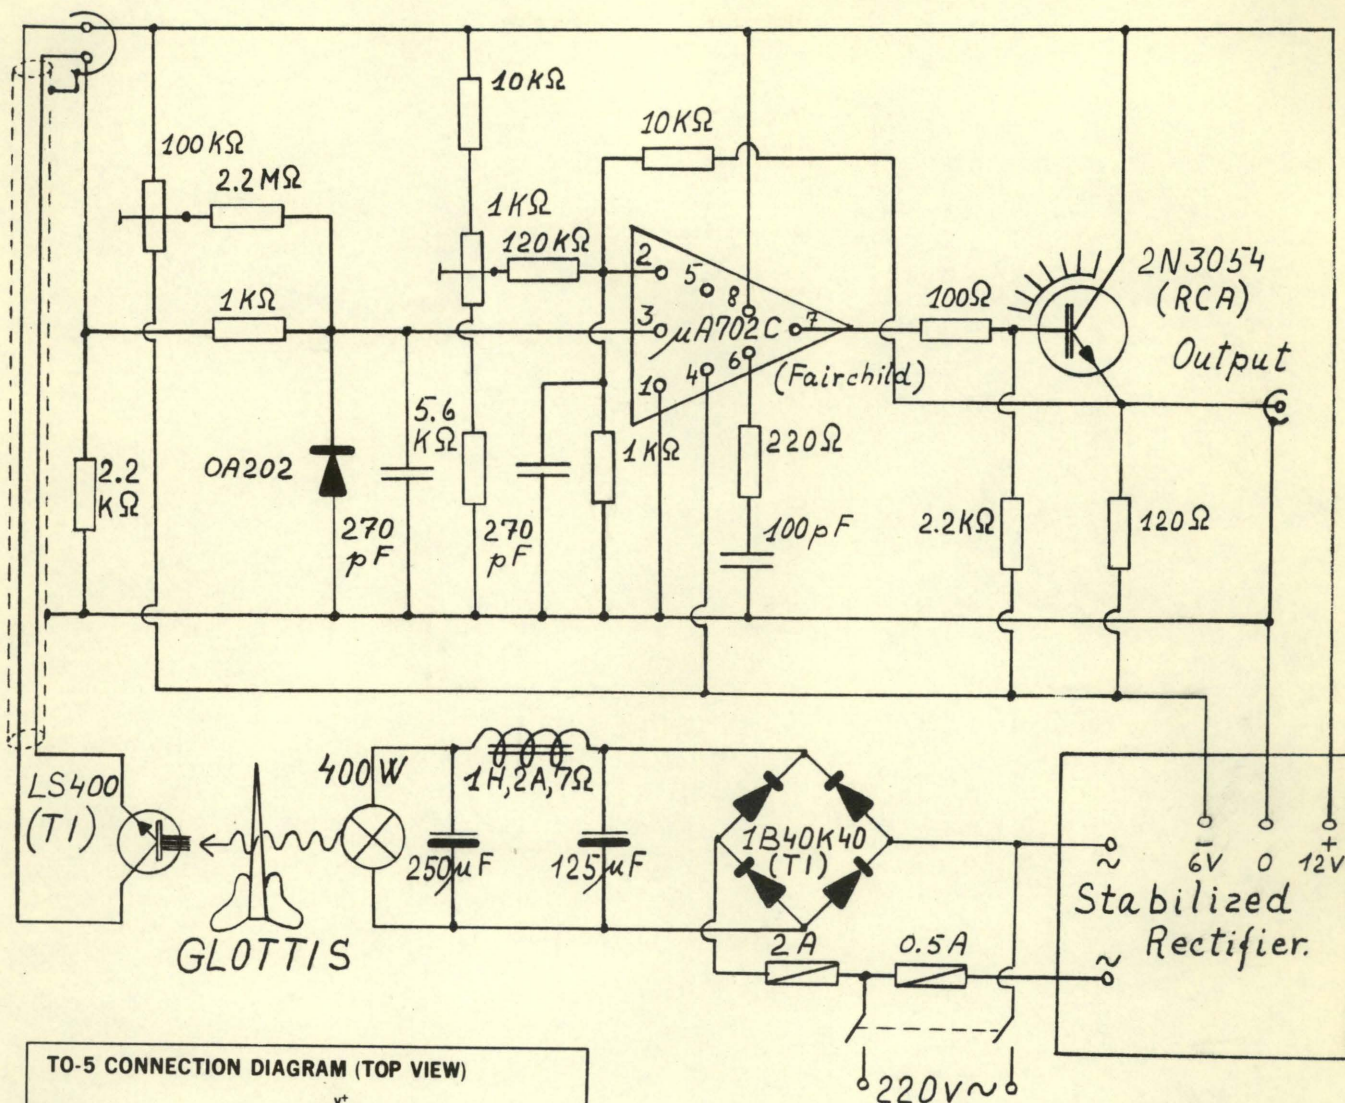 10KΩ
10KΩ
100KΩ
2.2MΩ
1KΩ
120KΩ
2
5
8
2N3054
(RCA)
1KΩ
3
μA702C
7
100Ω
Output
1
4
6
(Fairchild)
5.6
KΩ
2.2
KΩ
OA202
1KΩ
220Ω
270
pF
270
pF
100pF
2.2KΩ
120Ω
LS400
(TI)
400W
1H,2A,7Ω
250μF
125μF
1B40K40
(TI)
~
-
6V
0
+
12V
Stabilized
Rectifier.
GLOTTIS
2A
0.5A
~
220V~
TO-5 CONNECTION DIAGRAM (TOP VIEW)
V+